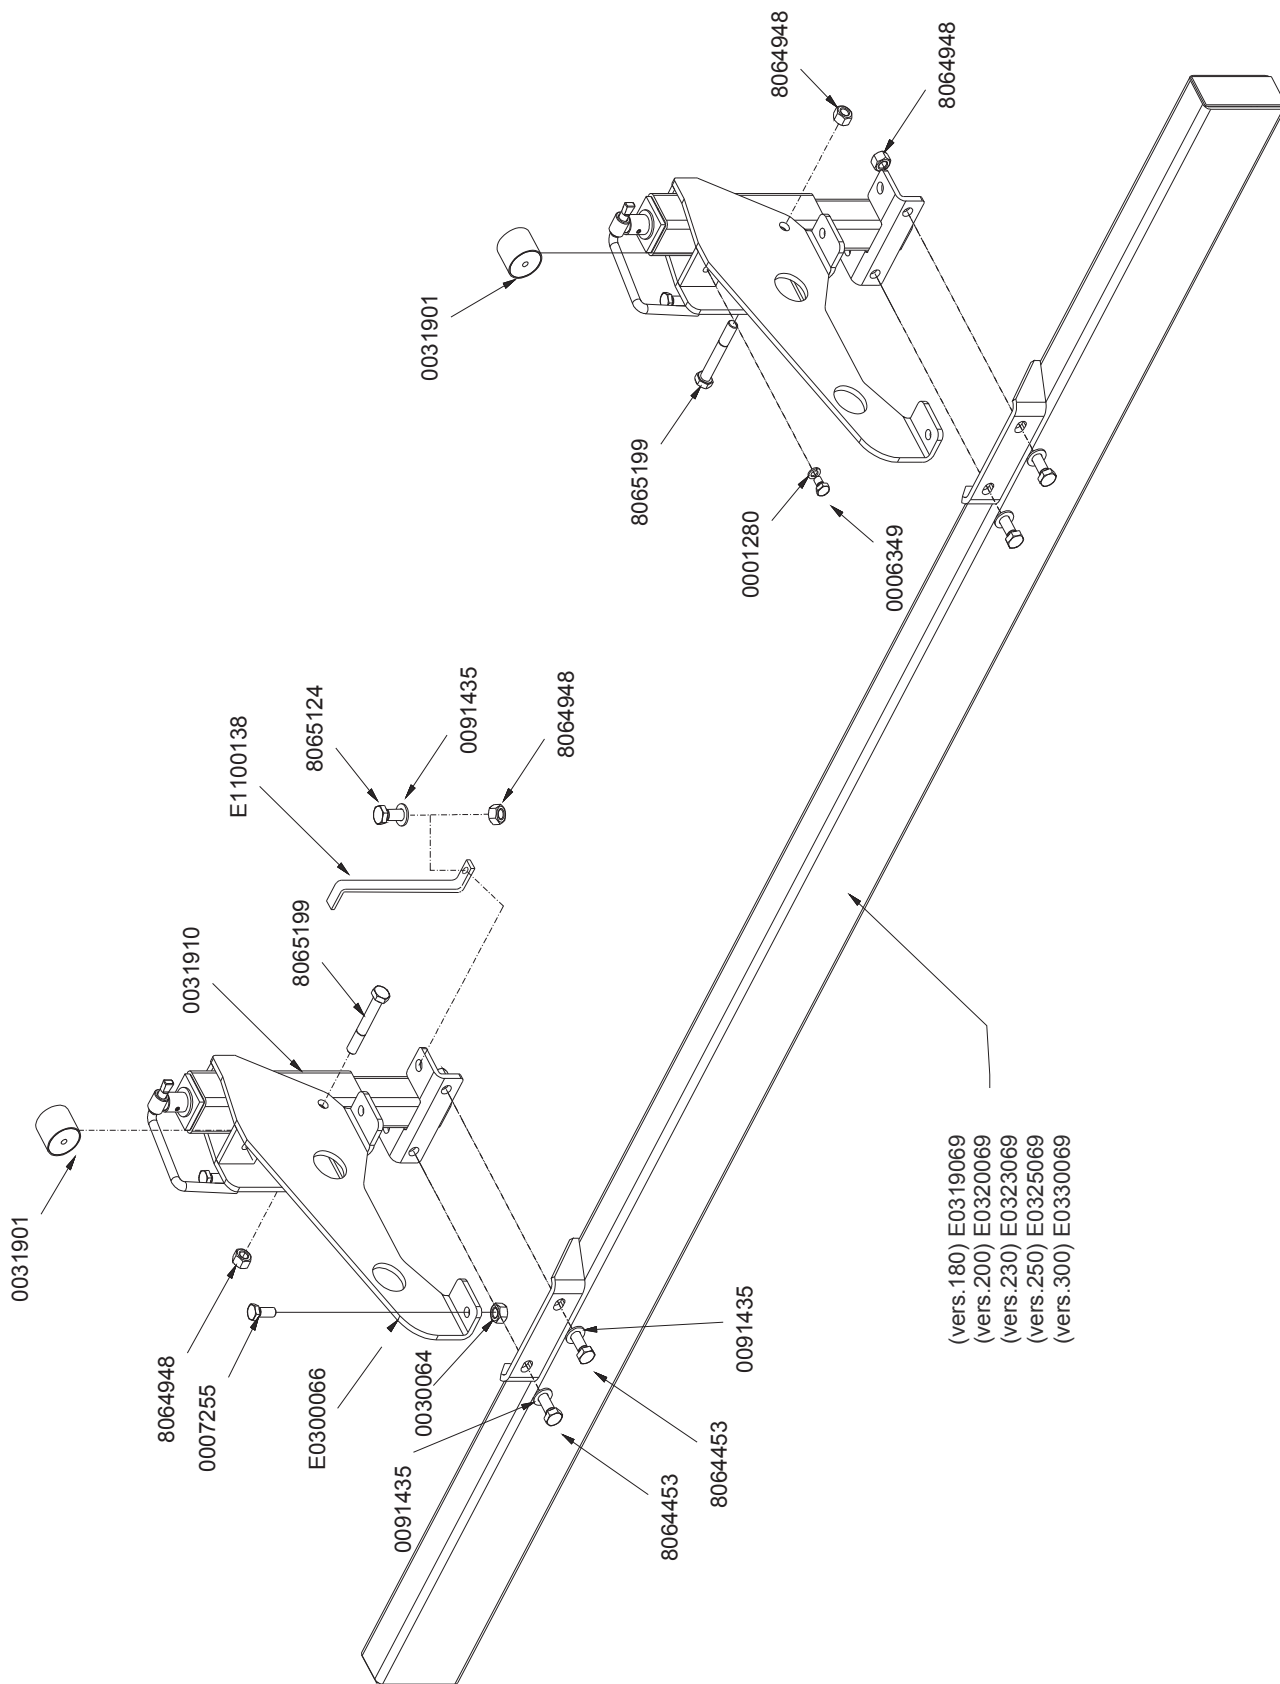 0031901
8064948
0007255
E0300066
0030064
0091435
8064453
8064453
0091435
0031910
8065199
E1100138
8065124
0091435
8064948
0031901
8065199
0001280
0006349
8064948
8064948
(vers.180) E0319069
(vers.200) E0320069
(vers.230) E0323069
(vers.250) E0325069
(vers.300) E0330069